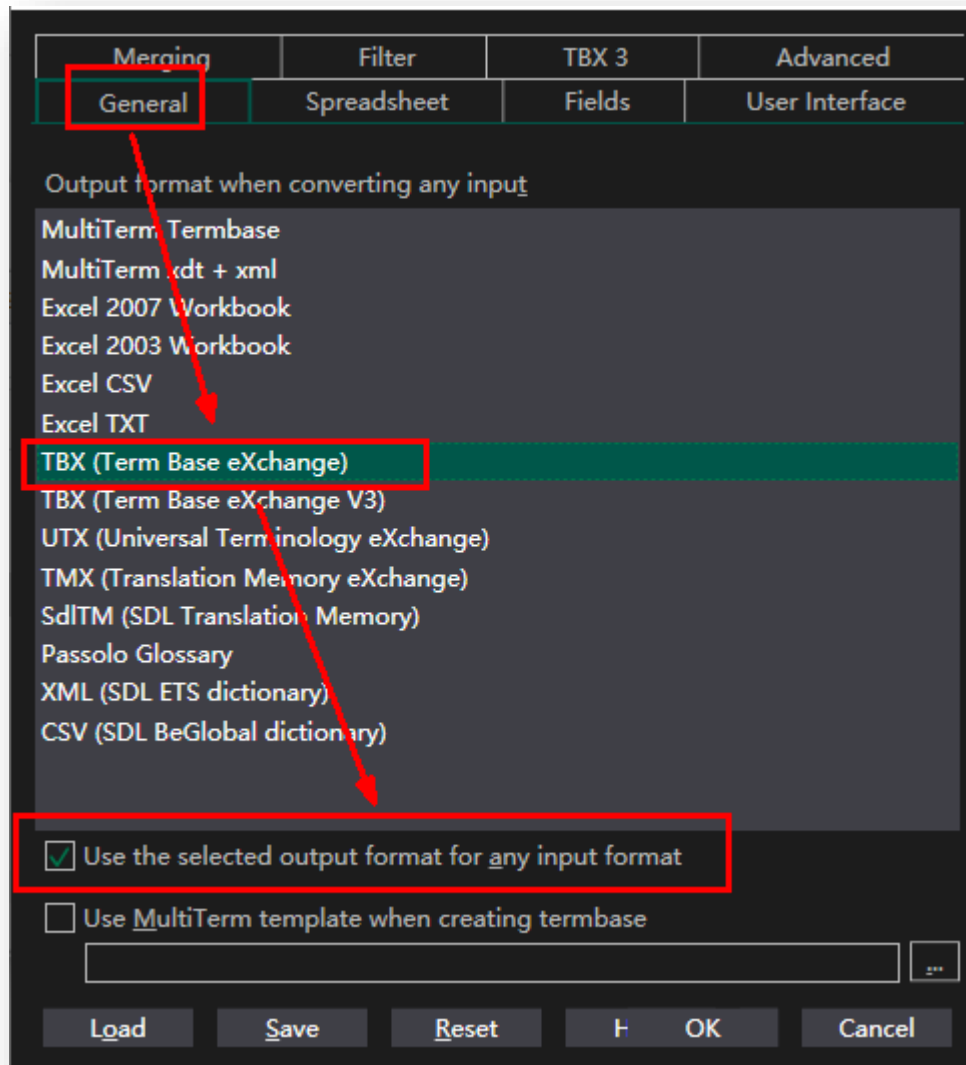 Merging Filter TBX 3 Advanced
General Spreadsheet Fields User Interface
Output format when converting any input
MultiTerm Termbase
MultiTerm xdt + xml
Excel 2007 Workbook
Excel 2003 Workbook
Excel CSV
Excel TXT
TBX (Term Base eXchange)
TBX (Term Base eXchange V3)
UTX (Universal Terminology eXchange)
TMX (Translation Memory eXchange)
SdlTM (SDL Translation Memory)
Passolo Glossary
XML (SDL ETS dictionary)
CSV (SDL BeGlobal dictionary)
Use the selected output format for any input format
Use MultiTerm template when creating termbase
...
Load Save Reset OK Cancel